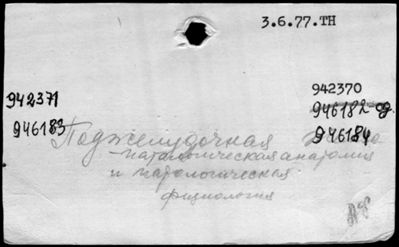 3.6.77.TH
942371
942370
946182-
946183
946184
Поджелудочная
- патологическая анатомия
и патологическая
физиология